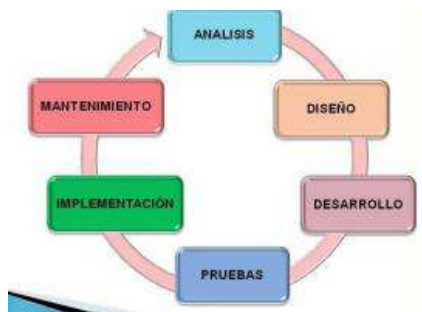 ANALISIS
DISEÑO
DESARROLLO
PRUEBAS
IMPLEMENTACIÓN
MANTENIMIENTO